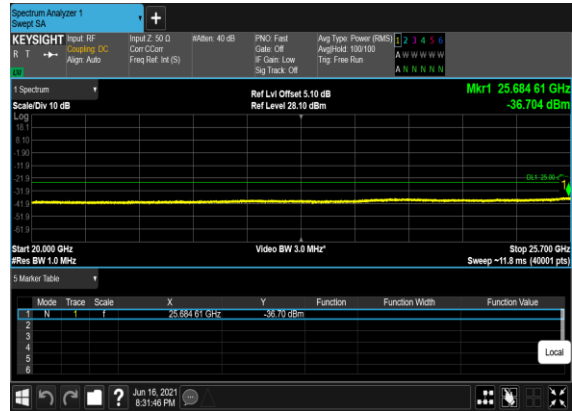 Spectrum Analyzer 1
Swept SA
+
KEYSIGHT Input: RF Input Z: 50 Ω #Atten: 40 dB PNO: Fast Avg Type: Power (RMS) 1 2 3 4 5 6
R T Coupling: DC Corr CCorr Gate: Off Avg|Hold: 100/100 A W W W W W
Align: Auto Freq Ref: Int (S) IF Gain: Low Trig: Free Run
Sig Track: Off A N N N N N
1 Spectrum Ref Lvl Offset 5.10 dB Mkr1 25.684 61 GHz
Scale/Div 10 dB Ref Level 28.10 dBm -36.704 dBm
Log
18.1
8.10
-1.90
-11.9
-21.9
-31.9
1
-41.9
-51.9
-61.9
Start 20.000 GHz Video BW 3.0 MHz* Stop 25.700 GHz
#Res BW 1.0 MHz Sweep ~11.8 ms (40001 pts)
5 Marker Table
Mode Trace Scale X Y Function Function Width Function Value
1 N 1 f 25.684 61 GHz -36.70 dBm
2
3
4
5
6
Local
? Jun 16, 2021
8:31:46 PM